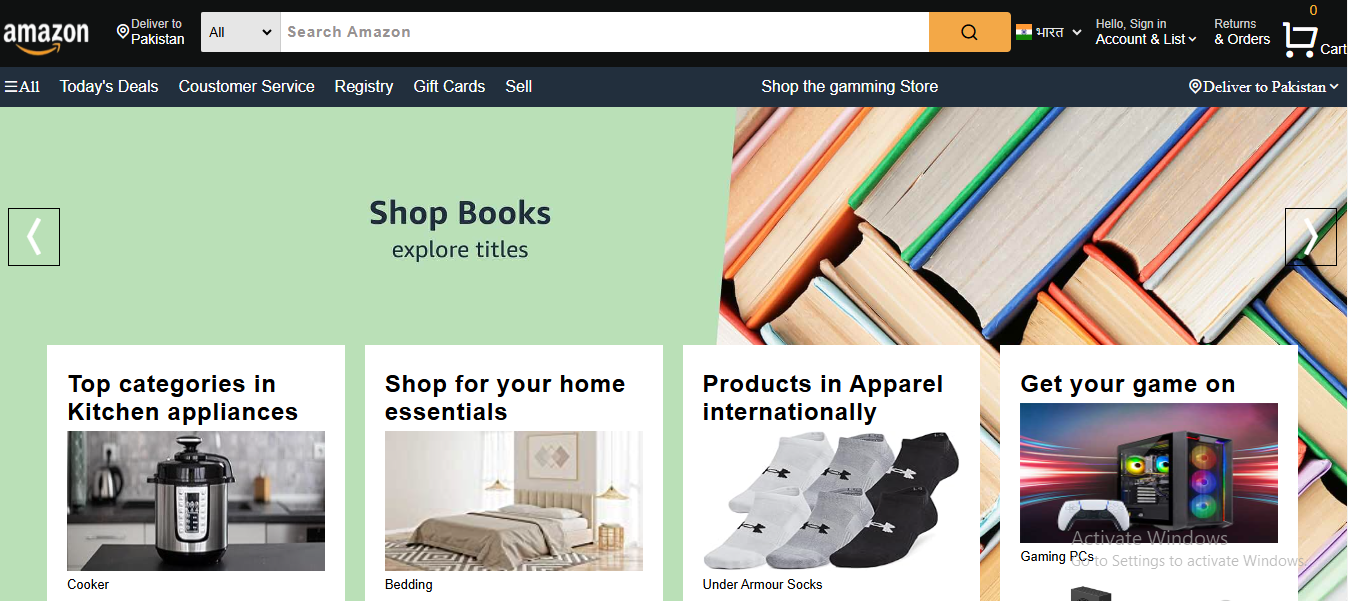 amazon
Deliver to
Pakistan
All
Search Amazon
भारत
Hello, Sign in
Account & List
Returns
& Orders
0
Cart
All
Today's Deals
Coustomer Service
Registry
Gift Cards
Sell
Shop the gamming Store
Deliver to Pakistan
Shop Books
explore titles
Top categories in
Kitchen appliances
Cooker
Shop for your home
essentials
Bedding
Products in Apparel
internationally
Under Armour Socks
Get your game on
Gaming PCs
Activate Windows
Go to Settings to activate Windows.